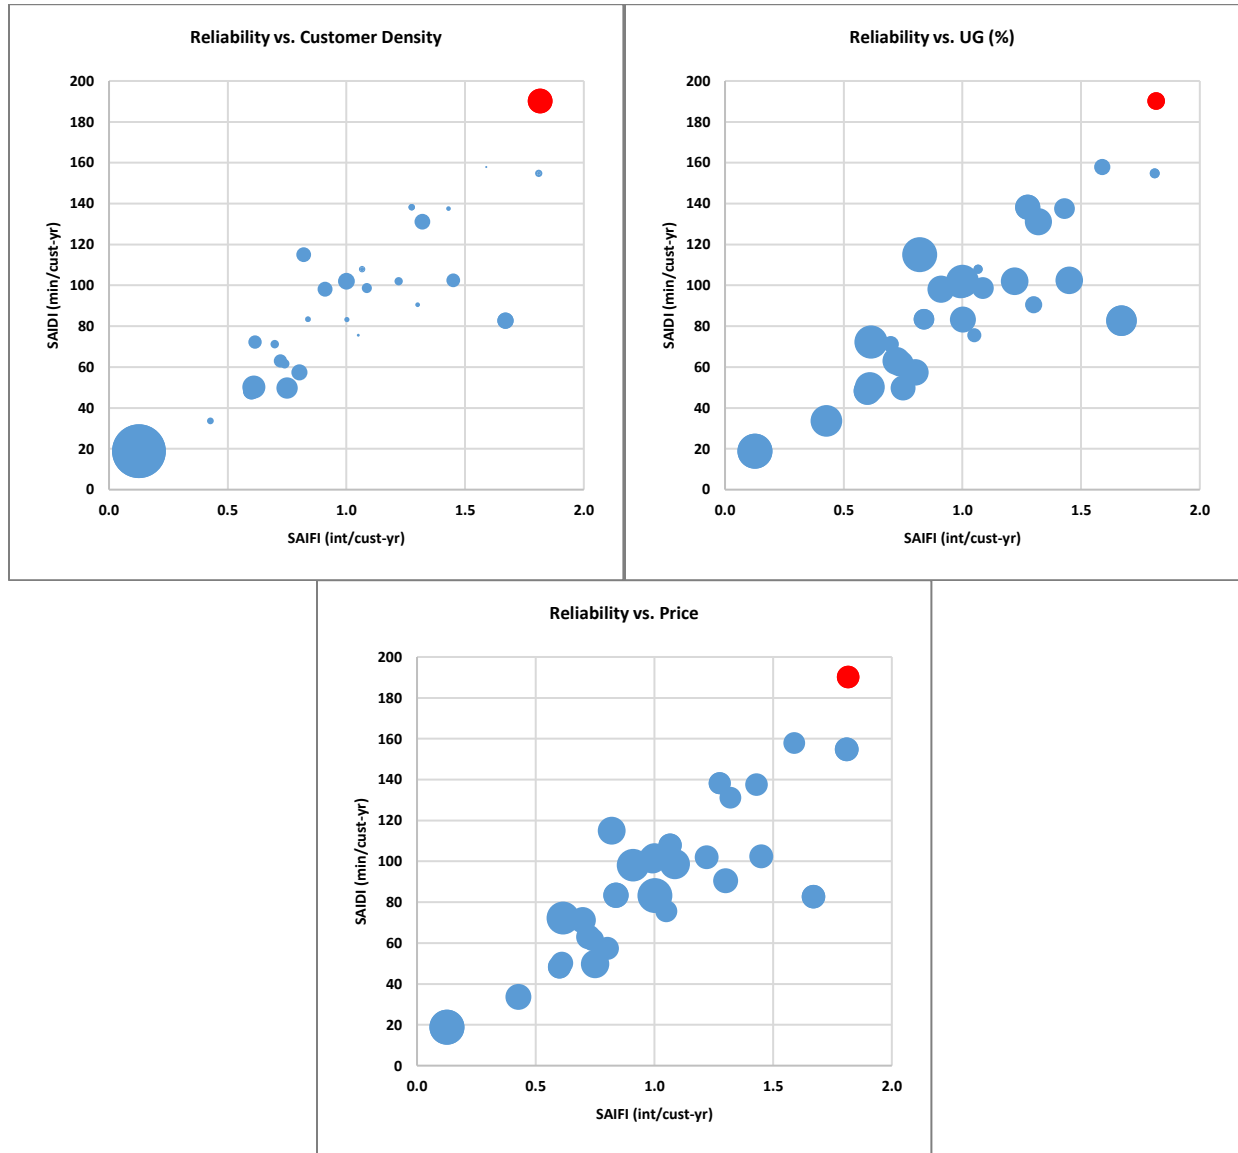 Reliability vs. Customer Density
SAIDI (min/cust-yr)
200
180
160
140
120
100
80
60
40
20
0
0.0 0.5 1.0 1.5 2.0
SAIFI (int/cust-yr)
Reliability vs. UG (%)
SAIDI (min/cust-yr)
200
180
160
140
120
100
80
60
40
20
0
0.0 0.5 1.0 1.5 2.0
SAIFI (int/cust-yr)
Reliability vs. Price
SAIDI (min/cust-yr)
200
180
160
140
120
100
80
60
40
20
0
0.0 0.5 1.0 1.5 2.0
SAIFI (int/cust-yr)